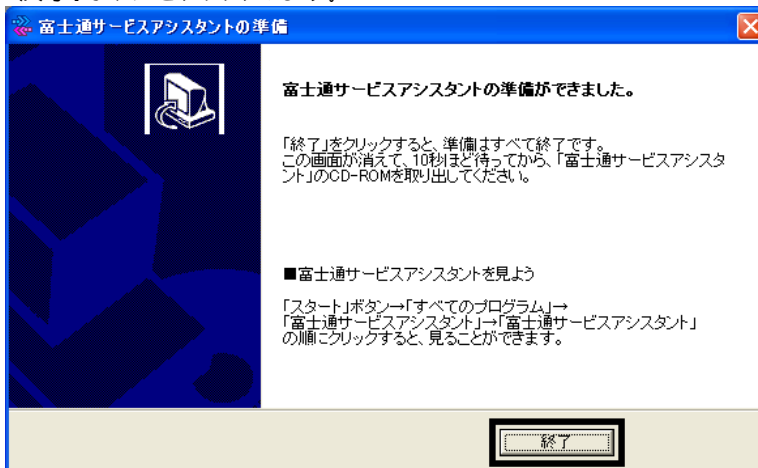 富士通サービスアシスタントの準備
富士通サービスアシスタントの準備ができました。
「終了」をクリックすると、準備はすべて終了です。
この画面が消えて、10秒ほど待ってから、「富士通サービスアシスタ
ント」のCD-ROMを取り出してください。
■富士通サービスアシスタントを見よう
「スタート」ボタン→「すべてのプログラム」→
「富士通サービスアシスタント」→「富士通サービスアシスタント」
の順にクリックすると、見ることができます。
終了